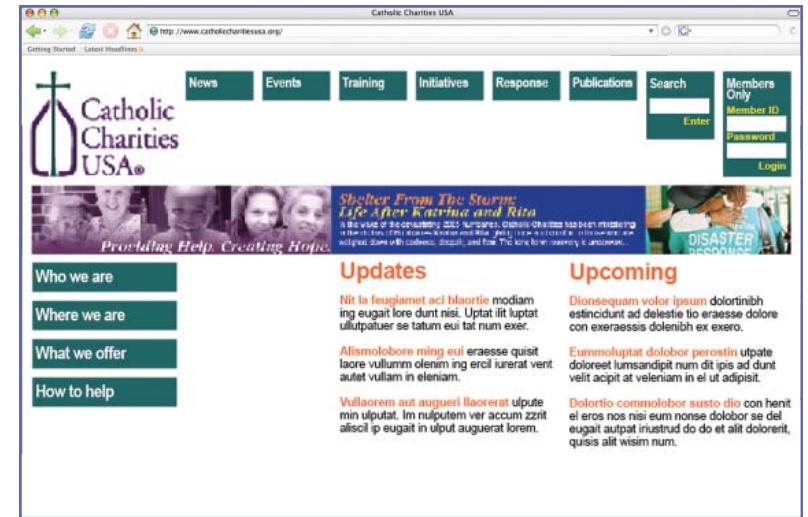 Catholic Charities USA
http://www.catholiccharitiesusa.org/
Getting Started Latest Headlines
Catholic
Charities
USA®
News
Events
Training
Initiatives
Response
Publications
Search
Enter
Members
Only
Member ID
Password
Login
Providing Help. Creating Hope.
Shelter From The Storm:
Life After Katrina and Rita
DISASTER
RESPONSE
Who we are
Where we are
What we offer
How to help
Updates
Nit la feugiamet aci blaortie modiam
ing eugait lore dunt nisi. Uptat ilit luptat
ullutpatuer se tatum eui tat num exer.
Alismolobore ming eui eraesse quisit
laore vullumm olenim ing ercil iurerat vent
autet vullam in eleniam.
Vullaorem aut augueri llaorerat ulpute
min ulputat. Im nulputem ver accum zzrit
aliscil ip eugait in ulput auguerat lorem.
Upcoming
Dionsequam volor ipsum dolortinibh
estincidunt ad delestie tio eraesse dolore
con exeraessis dolenibh ex exero.
Eummoluptat dolobor perostin utpate
doloreet lumsandipit num dit ipis ad dunt
velit acipit at veleniam in el ut adipisit.
Dolortio commolobor susto dio con henit
el eros nos nisi eum nonse dolobor se del
eugait autpat iriustrud do do et alit dolorerit,
quisis alit wisim num.